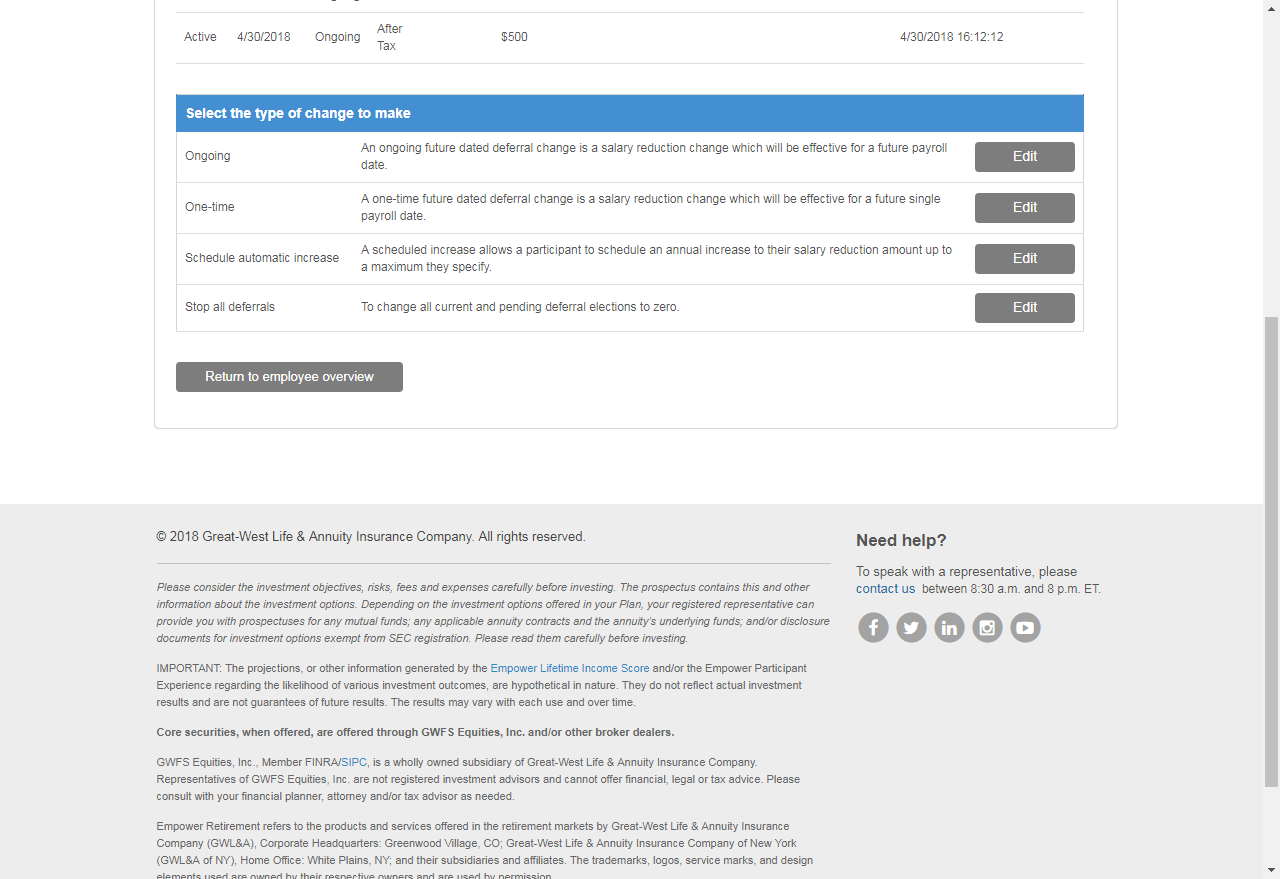 Active 4/30/2018 Ongoing After Tax $500 4/30/2018 16:12:12
Select the type of change to make
Ongoing
An ongoing future dated deferral change is a salary reduction change which will be effective for a future payroll
date.
Edit
One-time
A one-time future dated deferral change is a salary reduction change which will be effective for a future single
payroll date.
Edit
Schedule automatic increase
A scheduled increase allows a participant to schedule an annual increase to their salary reduction amount up to
a maximum they specify.
Edit
Stop all deferrals
To change all current and pending deferral elections to zero.
Edit
Return to employee overview
© 2018 Great-West Life & Annuity Insurance Company. All rights reserved.
Please consider the investment objectives, risks, fees and expenses carefully before investing. The prospectus contains this and other
information about the investment options. Depending on the investment options offered in your Plan, your registered representative can
provide you with prospectuses for any mutual funds; any applicable annuity contracts and the annuity's underlying funds; and/or disclosure
documents for investment options exempt from SEC registration. Please read them carefully before investing.
IMPORTANT: The projections, or other information generated by the Empower Lifetime Income Score and/or the Empower Participant
Experience regarding the likelihood of various investment outcomes, are hypothetical in nature. They do not reflect actual investment
results and are not guarantees of future results. The results may vary with each use and over time.
Core securities, when offered, are offered through GWFS Equities, Inc. and/or other broker dealers.
GWFS Equities, Inc., Member FINRA/SIPC, is a wholly owned subsidiary of Great-West Life & Annuity Insurance Company.
Representatives of GWFS Equities, Inc. are not registered investment advisors and cannot offer financial, legal or tax advice. Please
consult with your financial planner, attorney and/or tax advisor as needed.
Empower Retirement refers to the products and services offered in the retirement markets by Great-West Life & Annuity Insurance
Company (GWL&A), Corporate Headquarters: Greenwood Village, CO; Great-West Life & Annuity Insurance Company of New York
(GWL&A of NY), Home Office: White Plains, NY; and their subsidiaries and affiliates. The trademarks, logos, service marks, and design
elements used are owned by their respective owners and are used by permission.
Need help?
To speak with a representative, please
contact us between 8:30 a.m. and 8 p.m. ET.